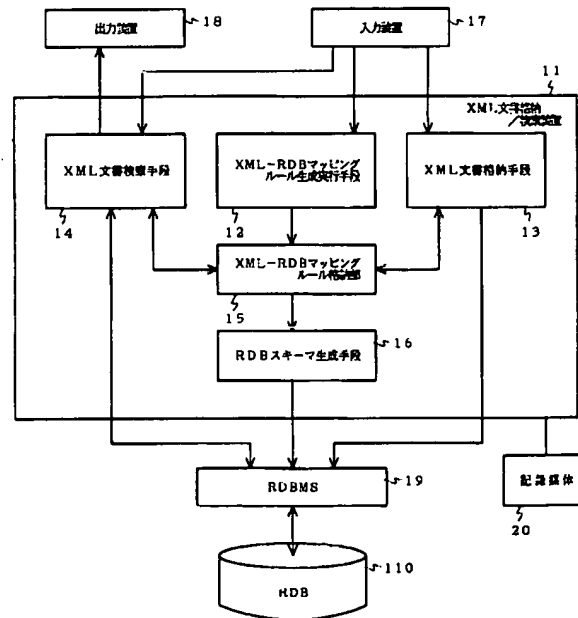 18
出力装置
入力装置
17
11
XML文書格納
/検索装置
XML文書検索手段
14
XML-RDBマッピング
ルール生成実行手段
12
XML文書格納手段
13
XML-RDBマッピング
ルール格納部
15
RDBスキーマ生成手段
16
RDBMS
19
記録媒体
20
RDB
110